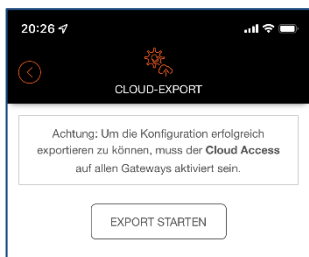 20:26
CLOUD-EXPORT
Achtung: Um die Konfiguration erfolgreich
exportieren zu können, muss der Cloud Access
auf allen Gateways aktiviert sein.
EXPORT STARTEN